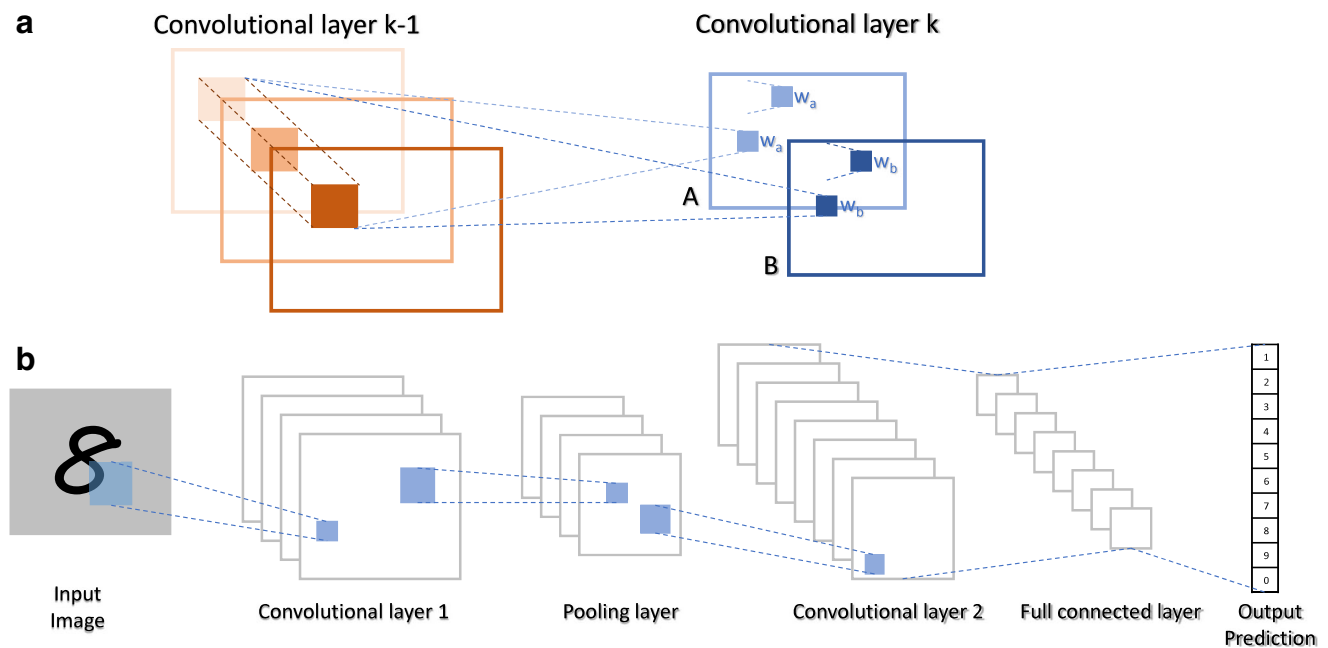 a
Convolutional layer k-1
Convolutional layer k
wa
wa
wb
wb
A
B
b
8
1
2
3
4
5
6
7
8
9
0
Input
Image
Convolutional layer 1
Pooling layer
Convolutional layer 2
Full connected layer
Output
Prediction